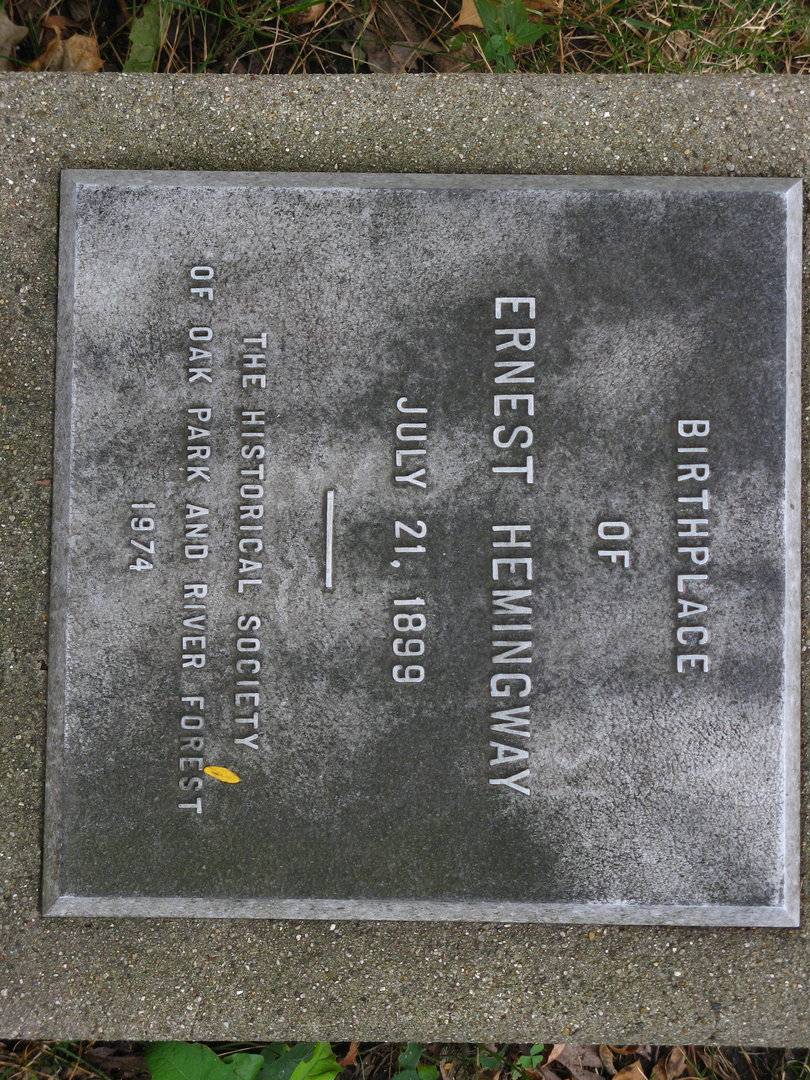 BIRTHPLACE
OF
ERNEST HEMINGWAY
JULY 21, 1899
THE HISTORICAL SOCIETY
OF OAK PARK AND RIVER FOREST
1974